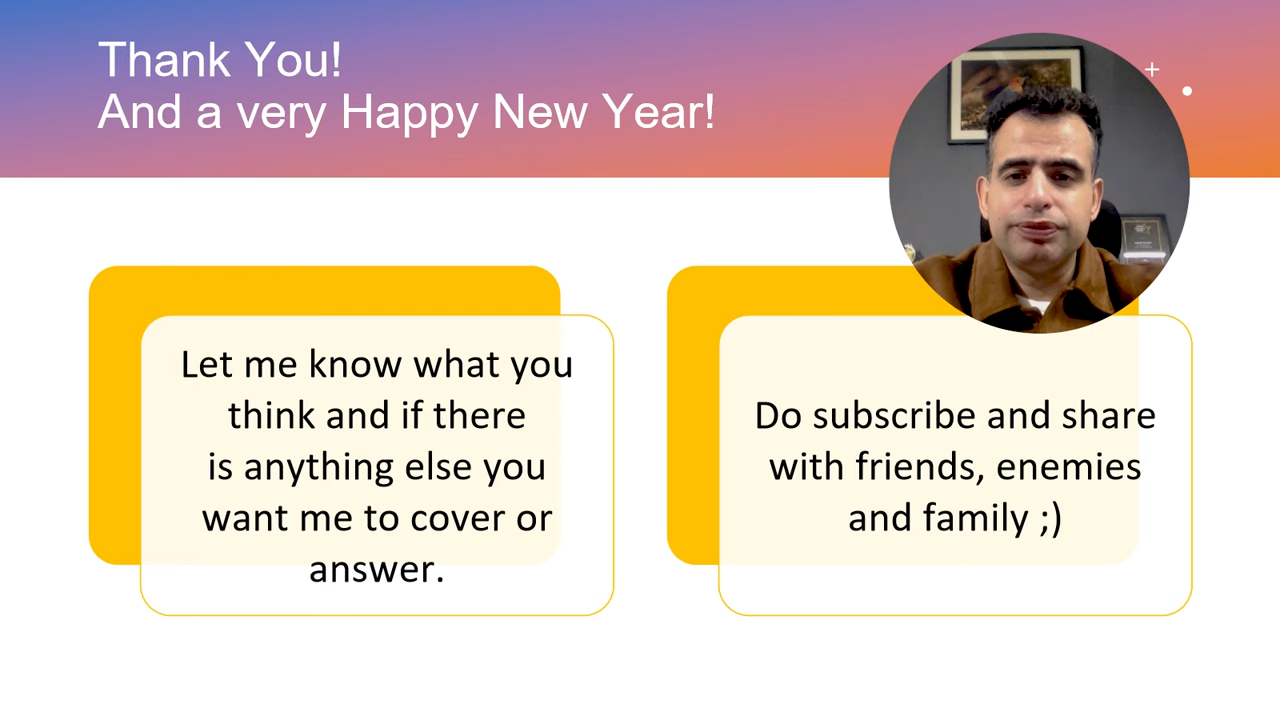 Thank You!
And a very Happy New Year!
Let me know what you
think and if there
is anything else you
want me to cover or
answer.
Do subscribe and share
with friends, enemies
and family ;)